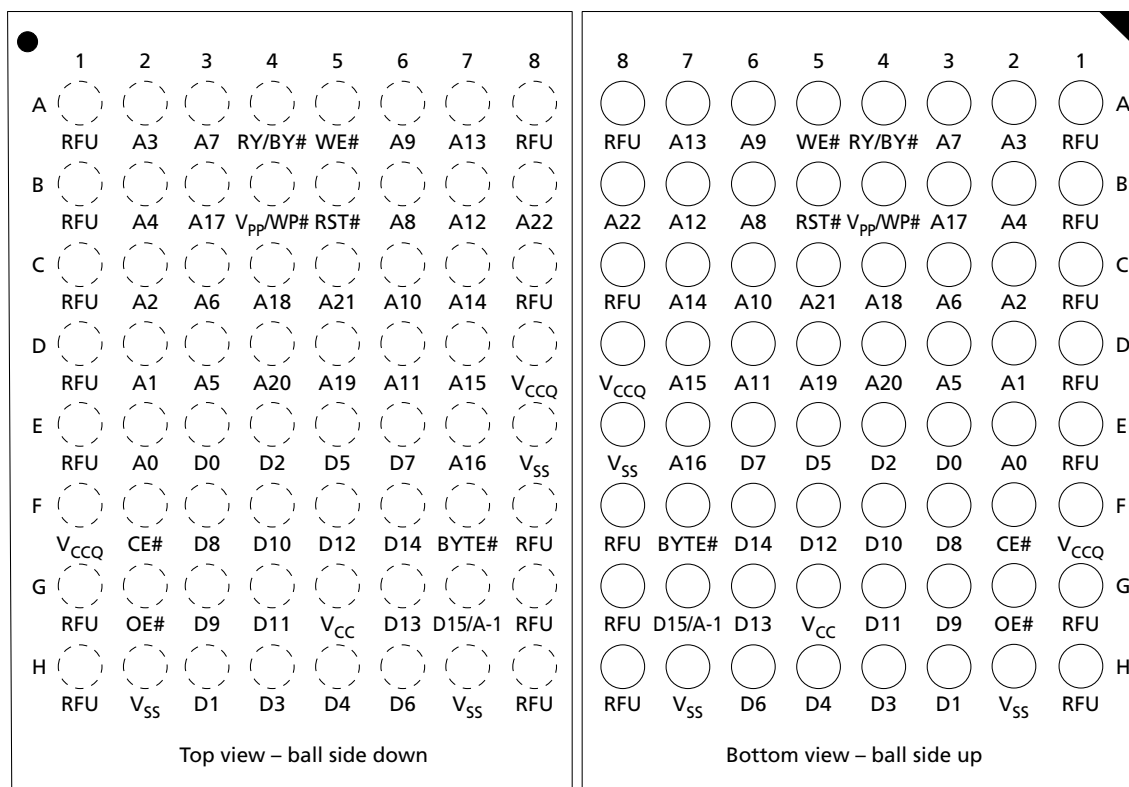 1 2 3 4 5 6 7 8
A
RFU A3 A7 RY/BY# WE# A9 A13 RFU
B
RFU A4 A17 VPP/WP# RST# A8 A12 A22
C
RFU A2 A6 A18 A21 A10 A14 RFU
D
RFU A1 A5 A20 A19 A11 A15 VCCQ
E
RFU A0 D0 D2 D5 D7 A16 VSS
F
VCCQ CE# D8 D10 D12 D14 BYTE# RFU
G
RFU OE# D9 D11 VCC D13 D15/A-1 RFU
H
RFU VSS D1 D3 D4 D6 VSS RFU
Top view – ball side down
8 7 6 5 4 3 2 1
A
RFU A13 A9 WE# RY/BY# A7 A3 RFU
B
A22 A12 A8 RST# VPP/WP# A17 A4 RFU
C
RFU A14 A10 A21 A18 A6 A2 RFU
D
VCCQ A15 A11 A19 A20 A5 A1 RFU
E
VSS A16 D7 D5 D2 D0 A0 RFU
F
RFU BYTE# D14 D12 D10 D8 CE# VCCQ
G
RFU D15/A-1 D13 VCC D11 D9 OE# RFU
H
RFU VSS D6 D4 D3 D1 VSS RFU
Bottom view – ball side up